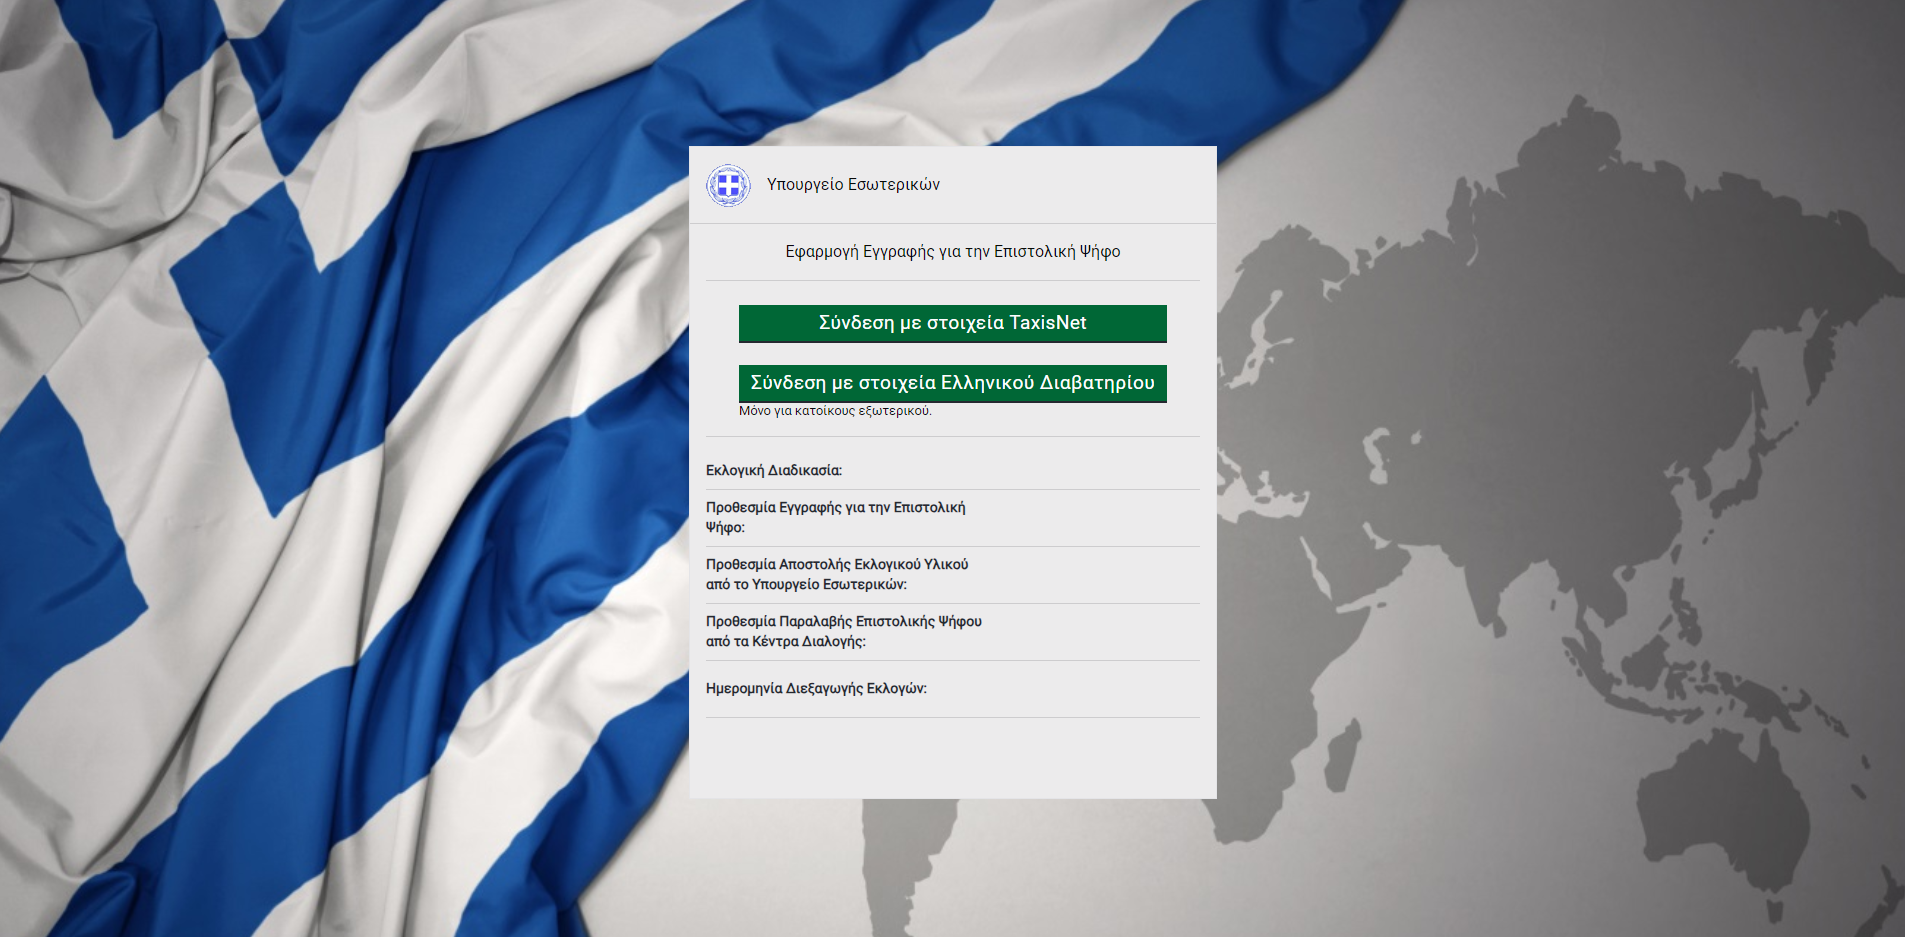 Υπουργείο Εσωτερικών
Εφαρμογή Εγγραφής για την Επιστολική Ψήφο
Σύνδεση με στοιχεία TaxisNet
Σύνδεση με στοιχεία Ελληνικού Διαβατηρίου
Μόνο για κατοίκους εξωτερικού.
Εκλογική Διαδικασία:
Προθεσμία Εγγραφής για την Επιστολική
Ψήφο:
Προθεσμία Αποστολής Εκλογικού Υλικού
από το Υπουργείο Εσωτερικών:
Προθεσμία Παραλαβής Επιστολικής Ψήφου
από τα Κέντρα Διαλογής:
Ημερομηνία Διεξαγωγής Εκλογών: